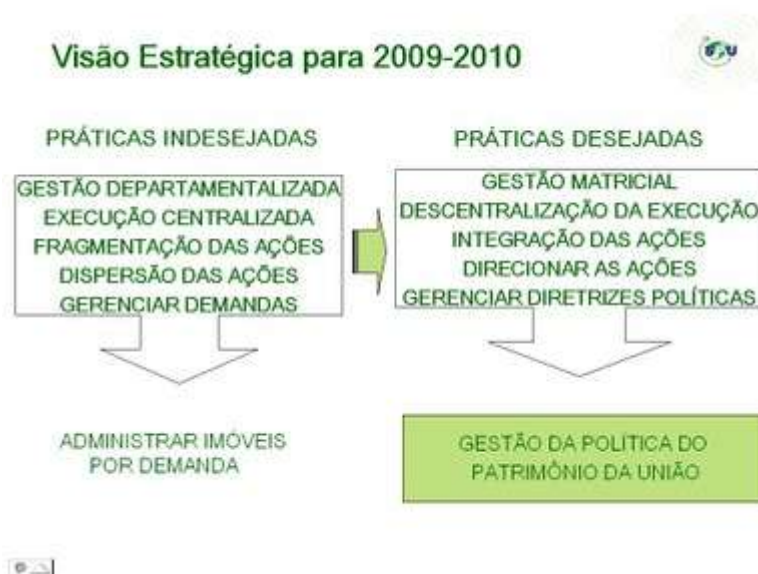 Visão Estratégica para 2009-2010
PRÁTICAS INDESEJADAS
GESTÃO DEPARTAMENTALIZADA
EXECUÇÃO CENTRALIZADA
FRAGMENTAÇÃO DAS AÇÕES
DISPERSÃO DAS AÇÕES
GERENCIAR DEMANDAS
ADMINISTRAR IMÓVEIS
POR DEMANDA
PRÁTICAS DESEJADAS
GESTÃO MATRICIAL
DESCENTRALIZAÇÃO DA EXECUÇÃO
INTEGRAÇÃO DAS AÇÕES
DIRECIONAR AS AÇÕES
GERENCIAR DIRETRIZES POLÍTICAS
GESTÃO DA POLÍTICA DO
PATRIMÔNIO DA UNIÃO